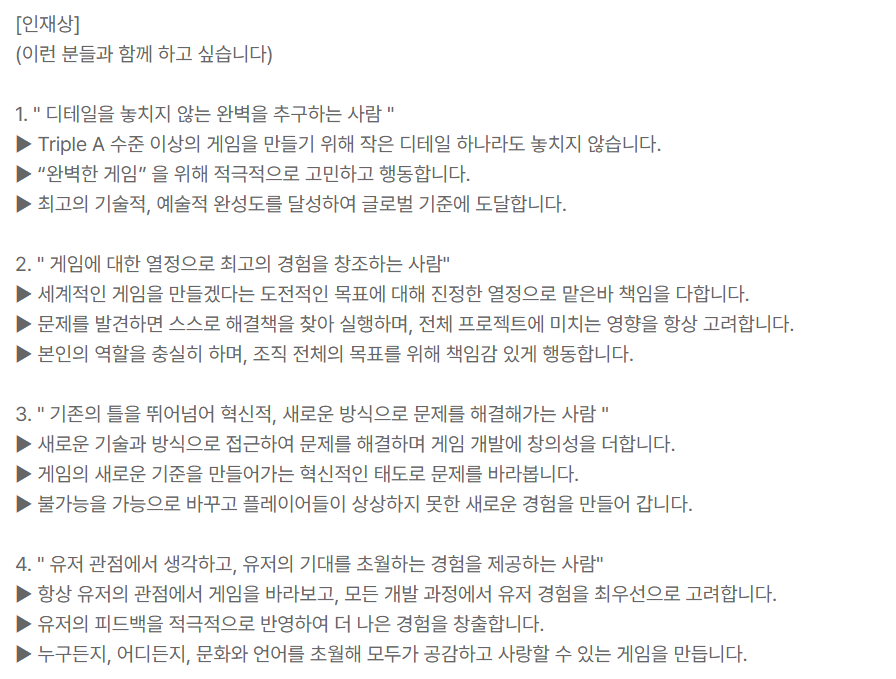 [인재상]
(이런 분들과 함께 하고 싶습니다)
1. " 디테일을 놓치지 않는 완벽을 추구하는 사람 "
▶ Triple A 수준 이상의 게임을 만들기 위해 작은 디테일 하나라도 놓치지 않습니다.
▶ “완벽한 게임” 을 위해 적극적으로 고민하고 행동합니다.
▶ 최고의 기술적, 예술적 완성도를 달성하여 글로벌 기준에 도달합니다.
2. " 게임에 대한 열정으로 최고의 경험을 창조하는 사람"
▶ 세계적인 게임을 만들겠다는 도전적인 목표에 대해 진정한 열정으로 맡은바 책임을 다합니다.
▶ 문제를 발견하면 스스로 해결책을 찾아 실행하며, 전체 프로젝트에 미치는 영향을 항상 고려합니다.
▶ 본인의 역할을 충실히 하며, 조직 전체의 목표를 위해 책임감 있게 행동합니다.
3. " 기존의 틀을 뛰어넘어 혁신적, 새로운 방식으로 문제를 해결해가는 사람 "
▶ 새로운 기술과 방식으로 접근하여 문제를 해결하며 게임 개발에 창의성을 더합니다.
▶ 게임의 새로운 기준을 만들어가는 혁신적인 태도로 문제를 바라봅니다.
▶ 불가능을 가능으로 바꾸고 플레이어들이 상상하지 못한 새로운 경험을 만들어 갑니다.
4. " 유저 관점에서 생각하고, 유저의 기대를 초월하는 경험을 제공하는 사람"
▶ 항상 유저의 관점에서 게임을 바라보고, 모든 개발 과정에서 유저 경험을 최우선으로 고려합니다.
▶ 유저의 피드백을 적극적으로 반영하여 더 나은 경험을 창출합니다.
▶ 누구든지, 어디든지, 문화와 언어를 초월해 모두가 공감하고 사랑할 수 있는 게임을 만듭니다.